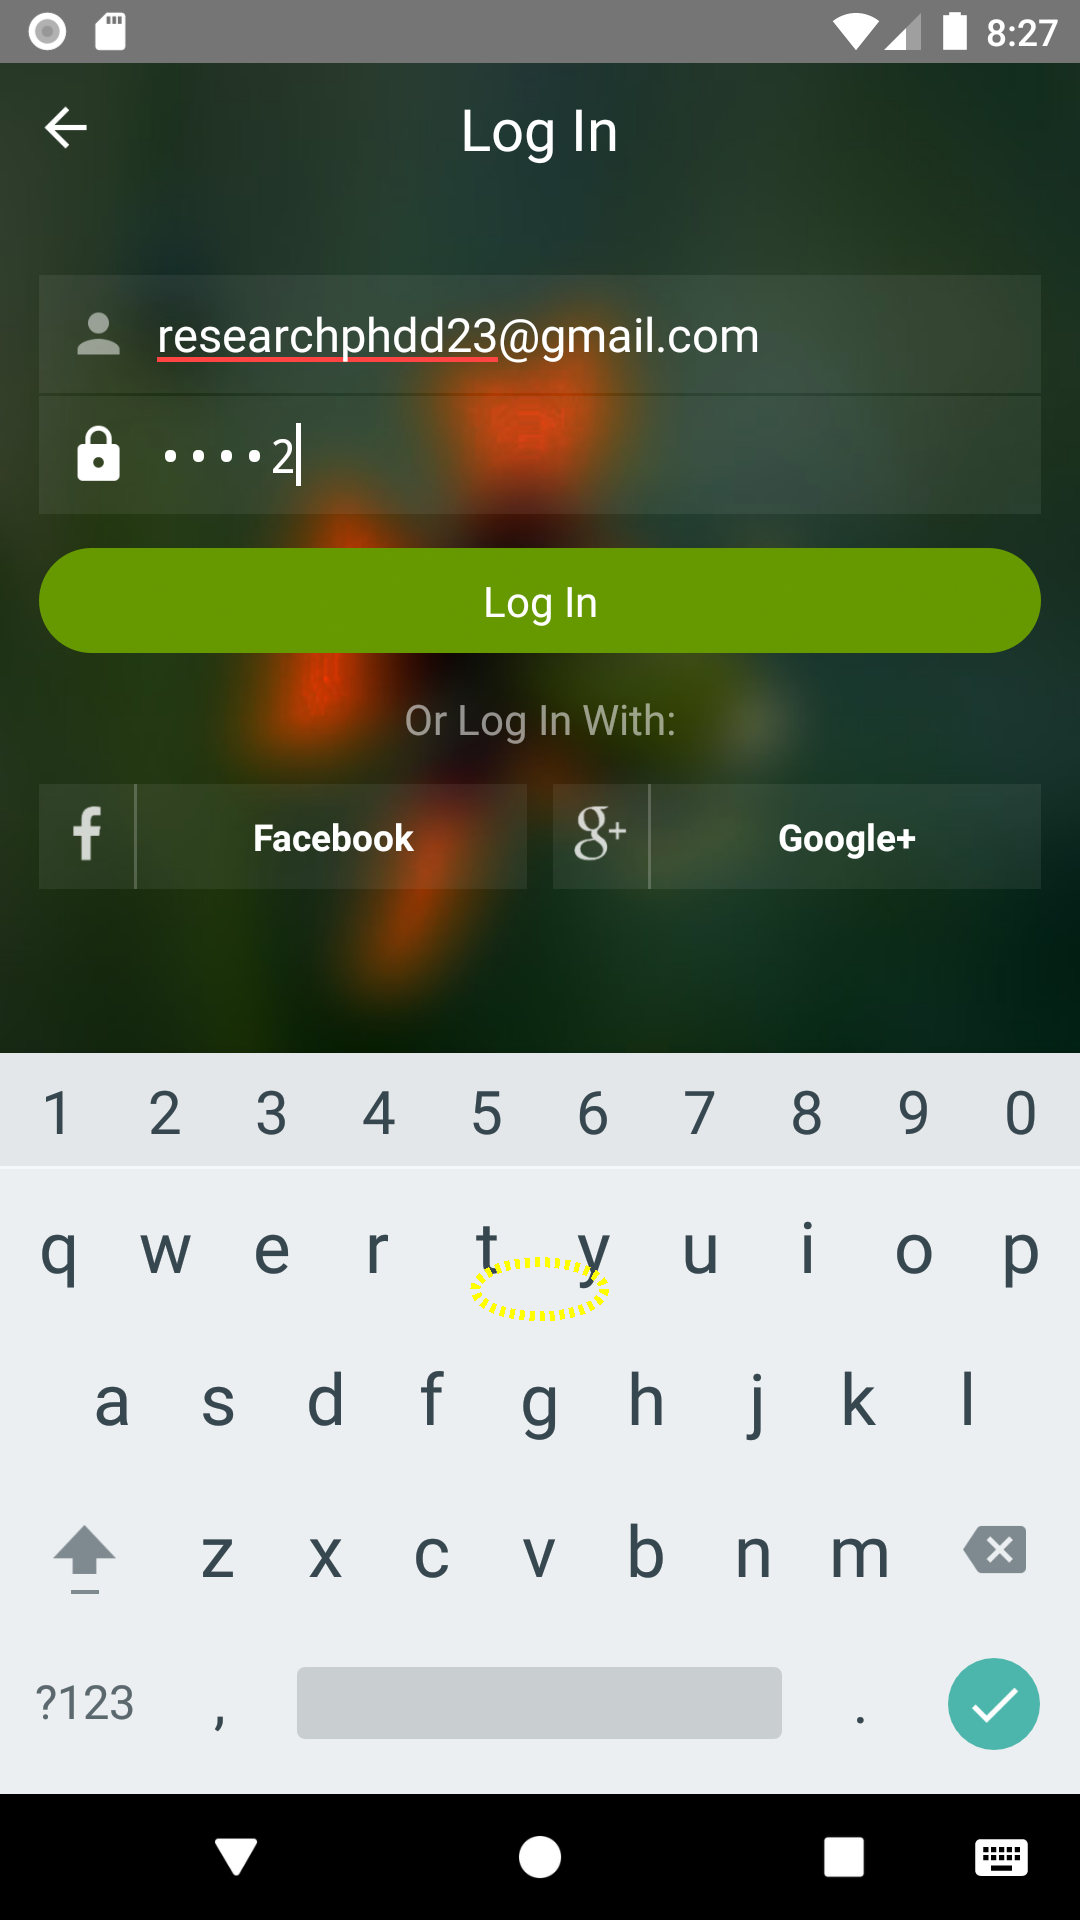 8:27
Log In
researchphdd23@gmail.com
••••2
Log In
Or Log In With:
f Facebook
g+ Google+
1 2 3 4 5 6 7 8 9 0
q w e r t y u i o p
a s d f g h j k l
z x c v b n m
?123 , .